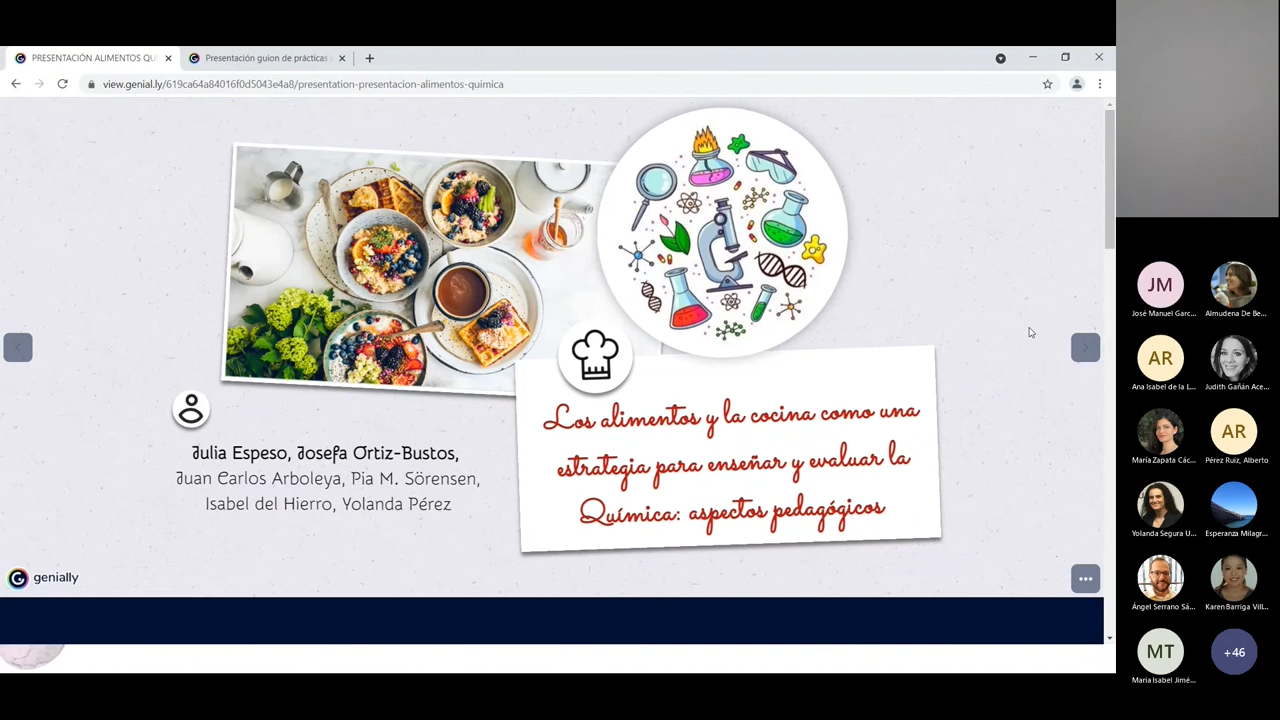 PRESENTACIÓN ALIMENTOS QU
Presentación guion de prácticas
view.genial.ly/619ca64a84016f0d5043e4a8/presentation-presentacion-alimentos-quimica
Los alimentos y la cocina como una
estrategia para enseñar y evaluar la
Química: aspectos pedagógicos
Julia Espeso, Josefa Ortiz-Bustos,
Juan Carlos Arboleya, Pia M. Sörensen,
Isabel del Hierro, Yolanda Pérez
genially
JM
José Manuel Garc...
Almudena De Be...
AR
Ana Isabel de la L...
Judith Gañán Ace...
María Zapata Các...
AR
Pérez Ruiz, Alberto
Yolanda Segura U...
Esperanza Milagr...
Ángel Serrano Sá...
Karen Barriga Vill...
MT
Maria Isabel Jimé...
+46